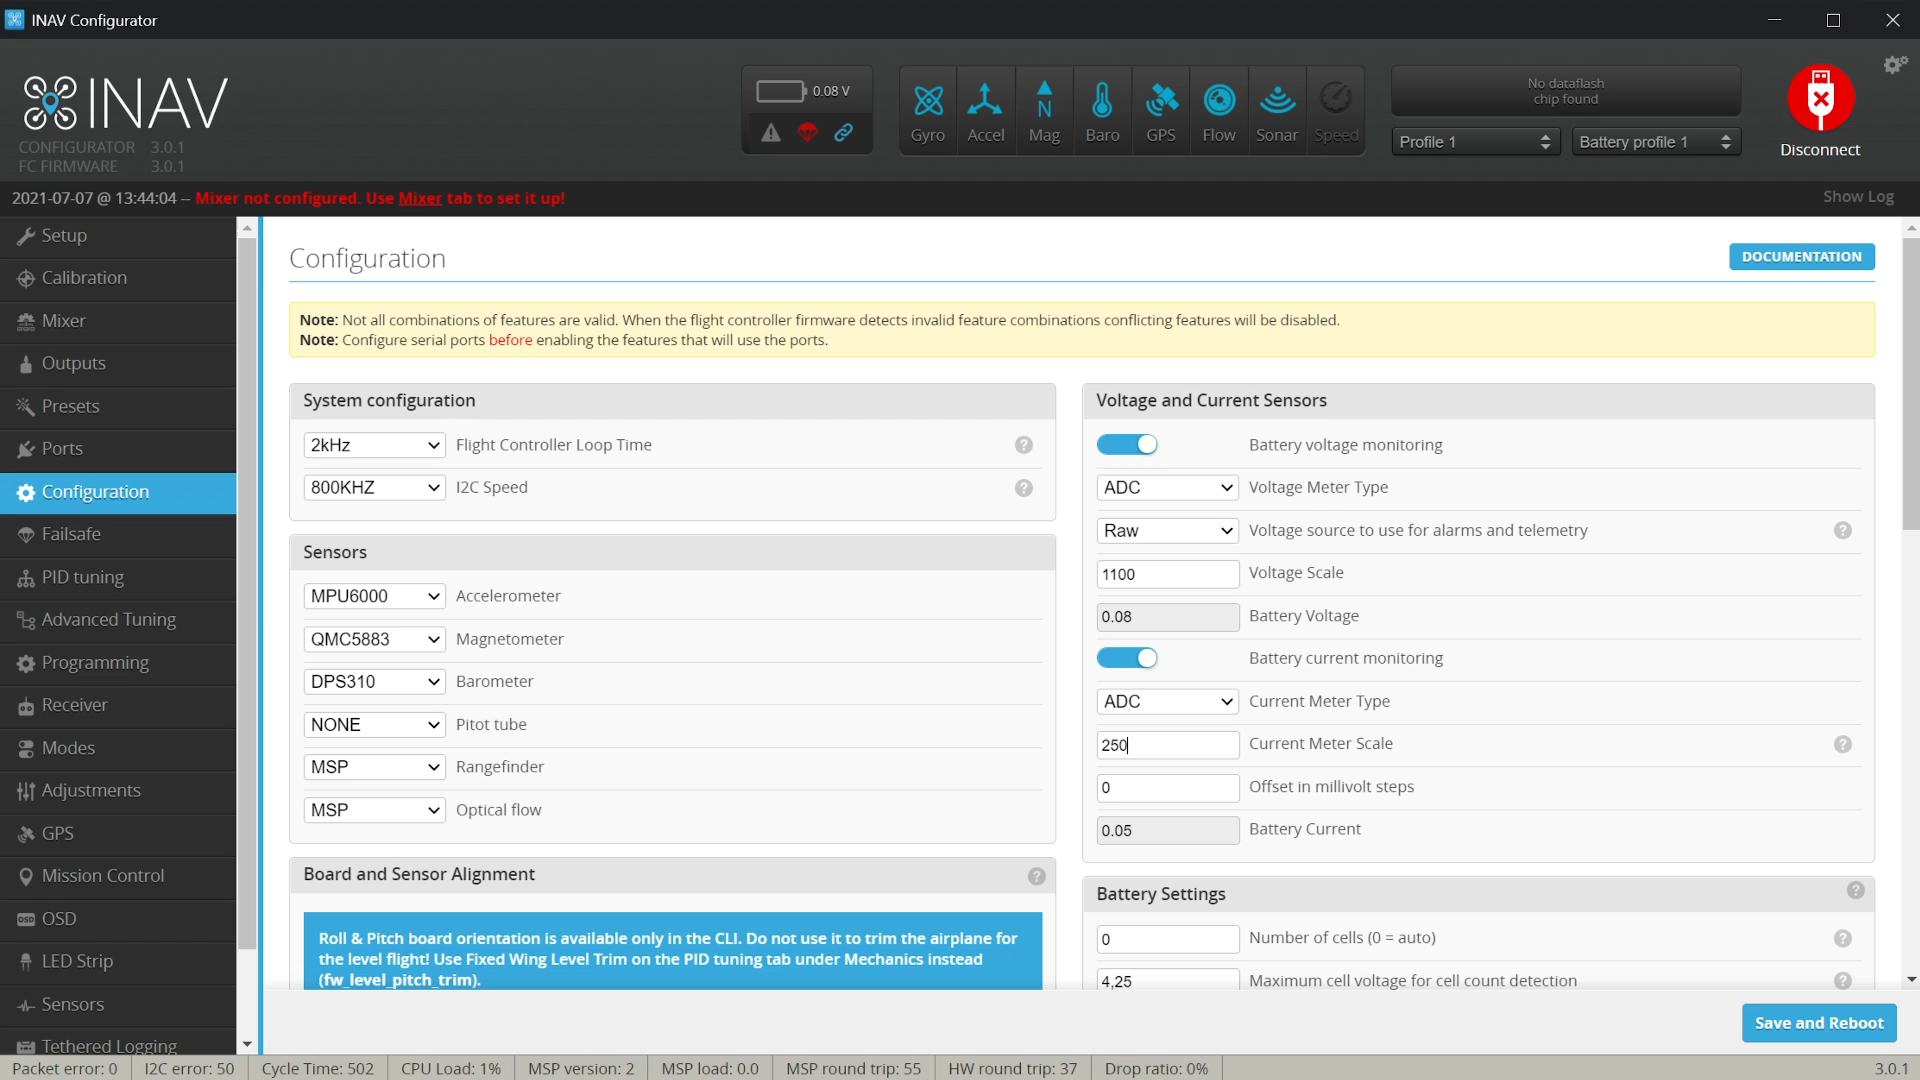 INAV Configurator
INAV
CONFIGURATOR 3.0.1
FC FIRMWARE 3.0.1
0.08 V
Gyro
Accel
N
Mag
Baro
GPS
Flow
Sonar
Speed
No dataflash
chip found
Profile 1
Battery profile 1
Disconnect
2021-07-07 @ 13:44:04 -- Mixer not configured. Use Mixer tab to set it up!
Show Log
Setup
Calibration
Mixer
Outputs
Presets
Ports
Configuration
Failsafe
PID tuning
Advanced Tuning
Programming
Receiver
Modes
Adjustments
GPS
Mission Control
OSD
OSD
LED Strip
Sensors
Tethered Logging
Configuration
DOCUMENTATION
Note: Not all combinations of features are valid. When the flight controller firmware detects invalid feature combinations conflicting features will be disabled.
Note: Configure serial ports before enabling the features that will use the ports.
System configuration
2kHz Flight Controller Loop Time ?
800KHZ I2C Speed ?
Sensors
MPU6000 Accelerometer
QMC5883 Magnetometer
DPS310 Barometer
NONE Pitot tube
MSP Rangefinder
MSP Optical flow
Board and Sensor Alignment ?
Roll & Pitch board orientation is available only in the CLI. Do not use it to trim the airplane for
the level flight! Use Fixed Wing Level Trim on the PID tuning tab under Mechanics instead
(fw_level_pitch_trim).
Voltage and Current Sensors
Battery voltage monitoring
ADC Voltage Meter Type
Raw Voltage source to use for alarms and telemetry ?
1100 Voltage Scale
0.08 Battery Voltage
Battery current monitoring
ADC Current Meter Type
250 Current Meter Scale ?
0 Offset in millivolt steps
0.05 Battery Current
Battery Settings ?
0 Number of cells (0 = auto) ?
4,25 Maximum cell voltage for cell count detection ?
Save and Reboot
Packet error: 0 I2C error: 50 Cycle Time: 502 CPU Load: 1% MSP version: 2 MSP load: 0.0 MSP round trip: 55 HW round trip: 37 Drop ratio: 0% 3.0.1